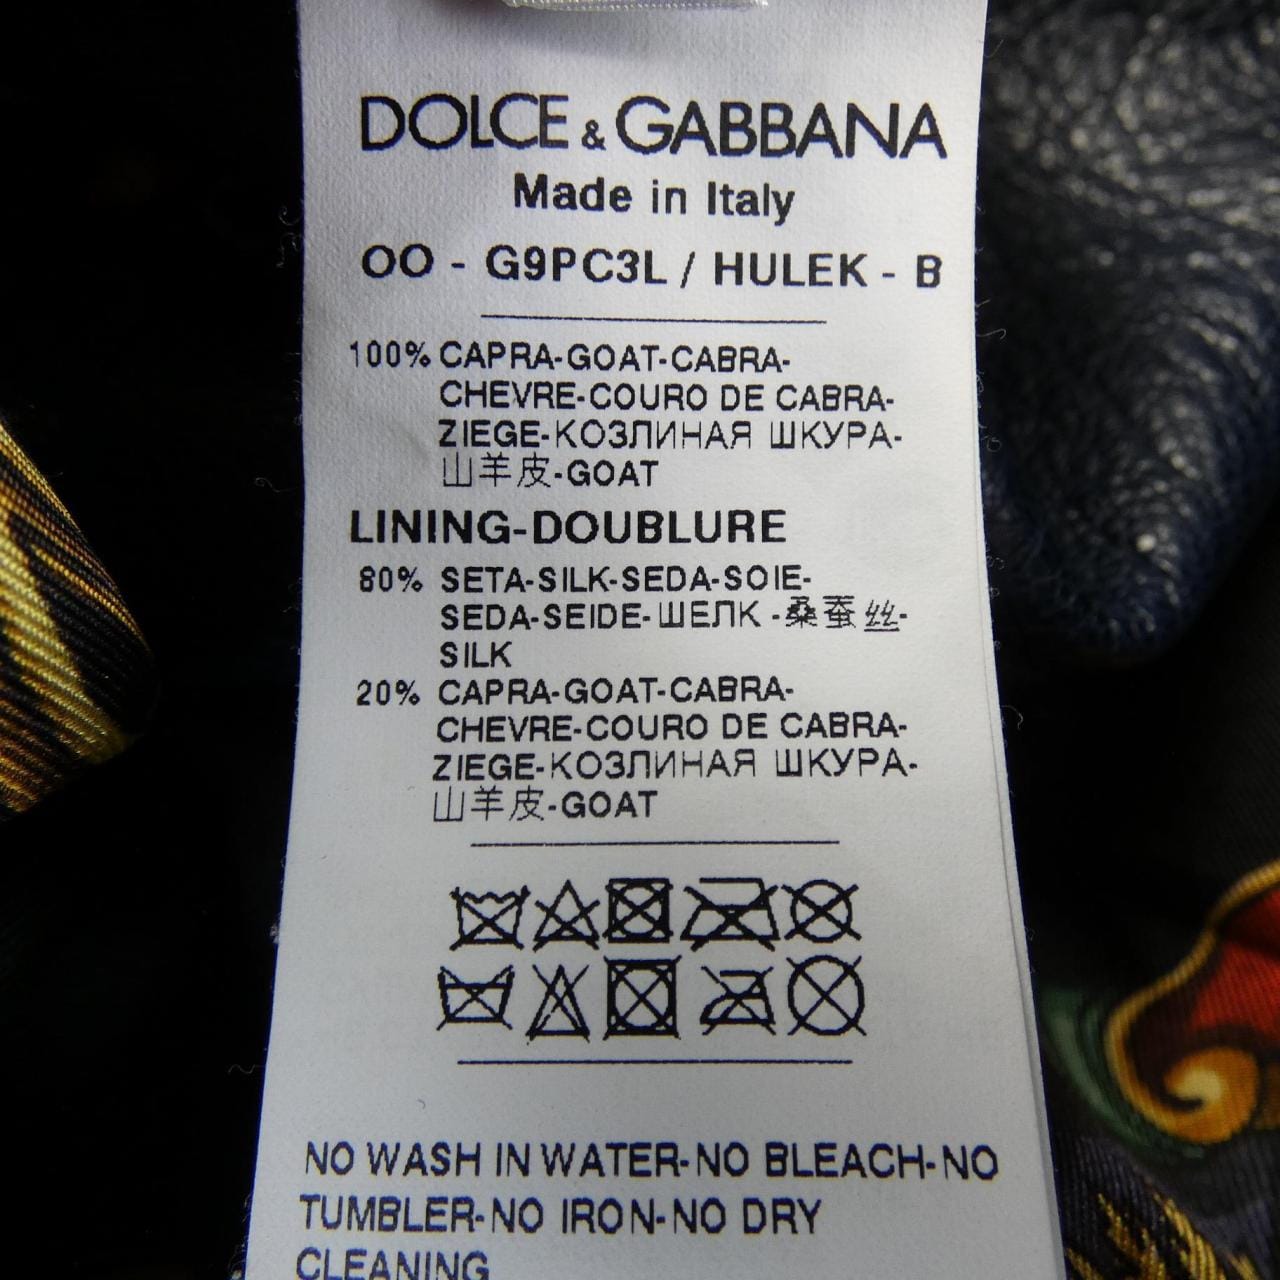 DOLCE & GABBANA
Made in Italy
OO - G9PC3L / HULEK - B
100% CAPRA-GOAT-CABRA-
CHEVRE-COURO DE CABRA-
ZIEGE-КОЗЛИНАЯ ШКУРА-
山羊皮-GOAT
LINING-DOUBLURE
80% SETA-SILK-SEDA-SOIE-
SEDA-SEIDE-ШЕЛК -桑蚕丝-
SILK
20% CAPRA-GOAT-CABRA-
CHEVRE-COURO DE CABRA-
ZIEGE-КОЗЛИНАЯ ШКУРА-
山羊皮-GOAT
NO WASH IN WATER-NO BLEACH-NO
TUMBLER-NO IRON-NO DRY
CLEANING